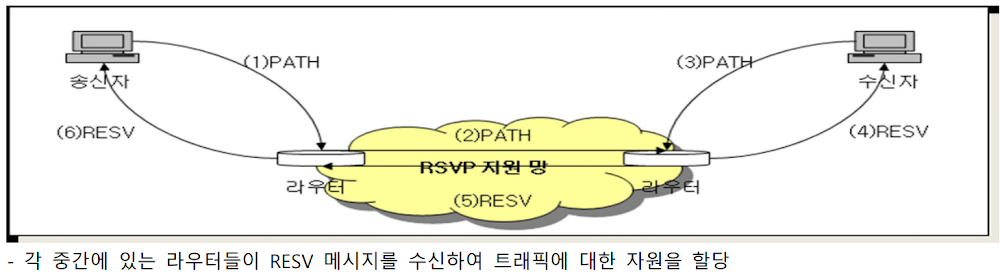 송신자
(1)PATH
(6)RESV
라우터
(2)PATH
RSVP 지원 망
(5)RESV
라우터
(3)PATH
수신자
(4)RESV
- 각 중간에 있는 라우터들이 RESV 메시지를 수신하여 트래픽에 대한 자원을 할당